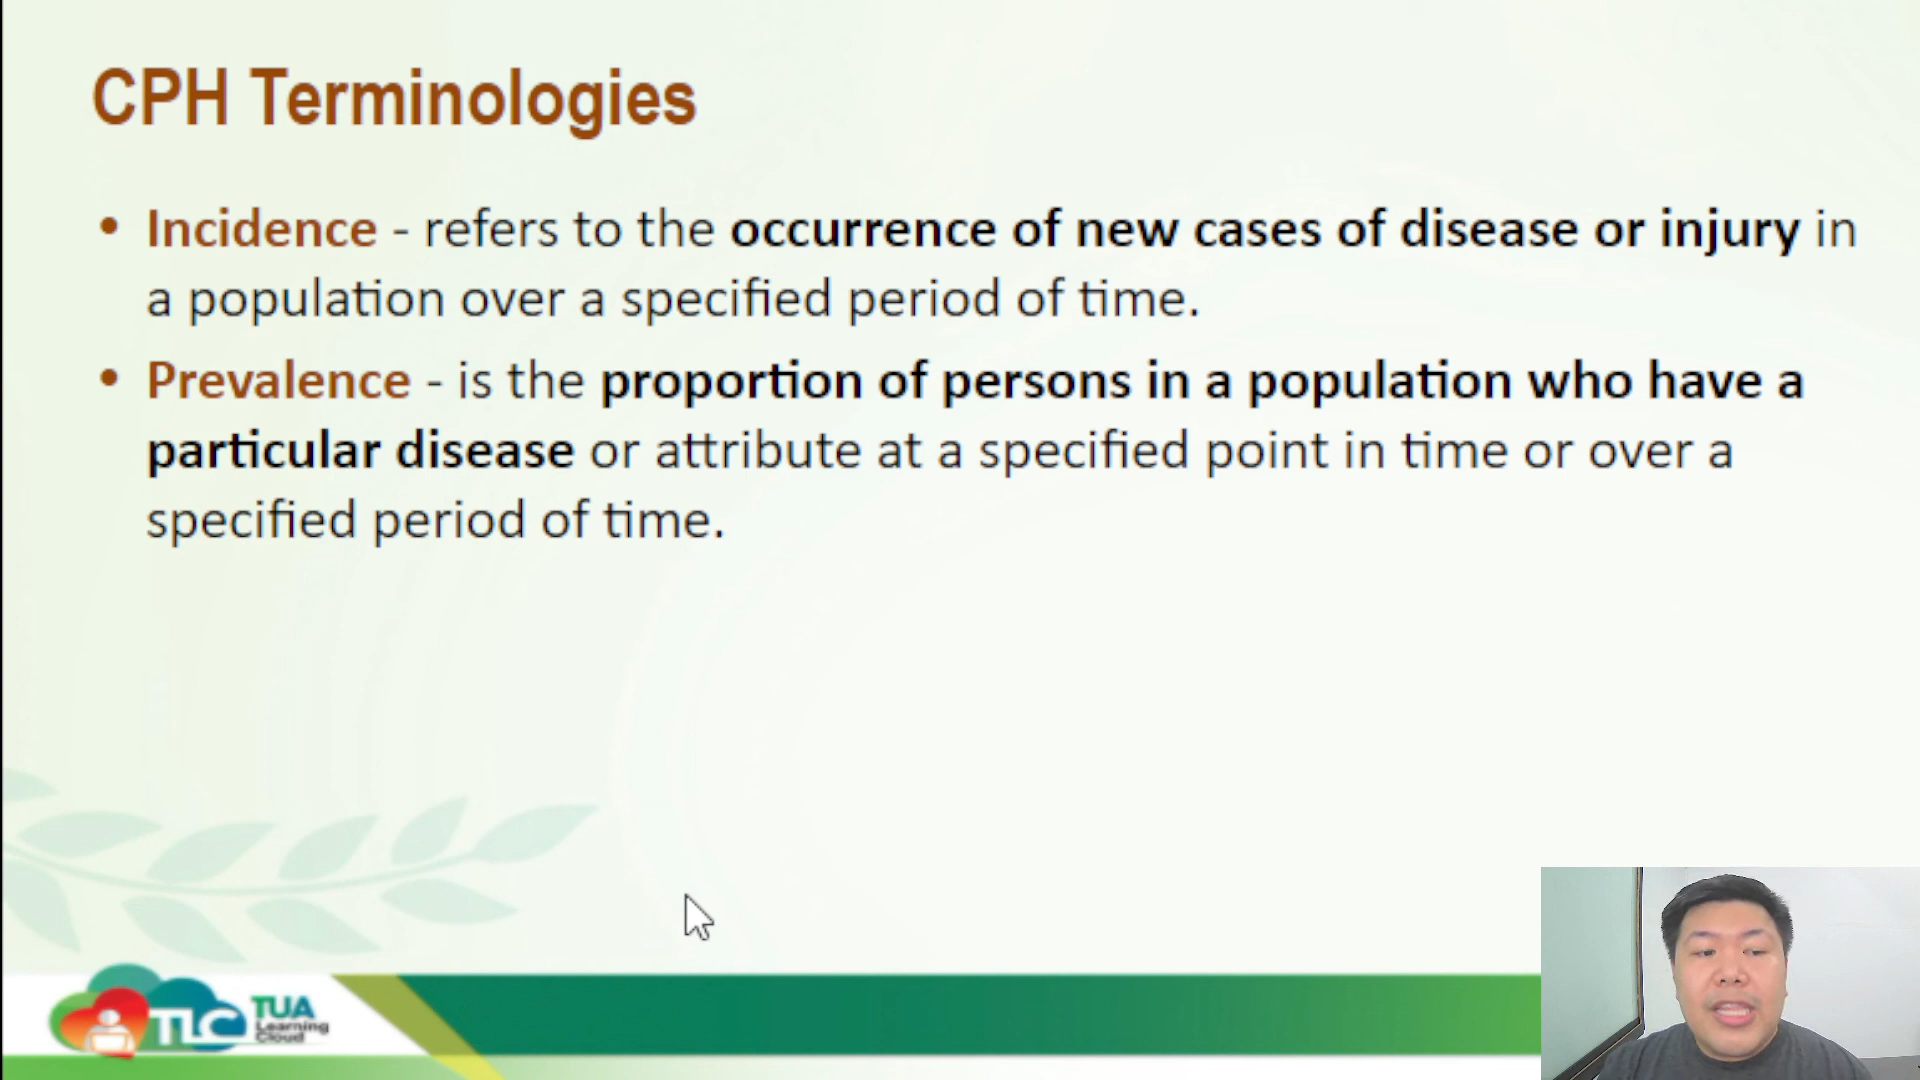 CPH Terminologies
• Incidence - refers to the occurrence of new cases of disease or injury in
a population over a specified period of time.
• Prevalence - is the proportion of persons in a population who have a
particular disease or attribute at a specified point in time or over a
specified period of time.
TLC TUA
Learning
Cloud